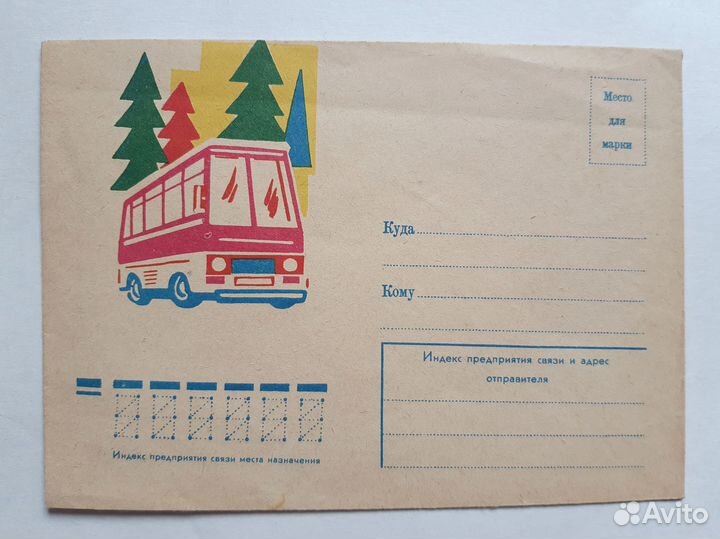 Место
для
марки
Куда
Кому
Индекс предприятия связи и адрес
отправителя
Индекс предприятия связи места назначения
Avito